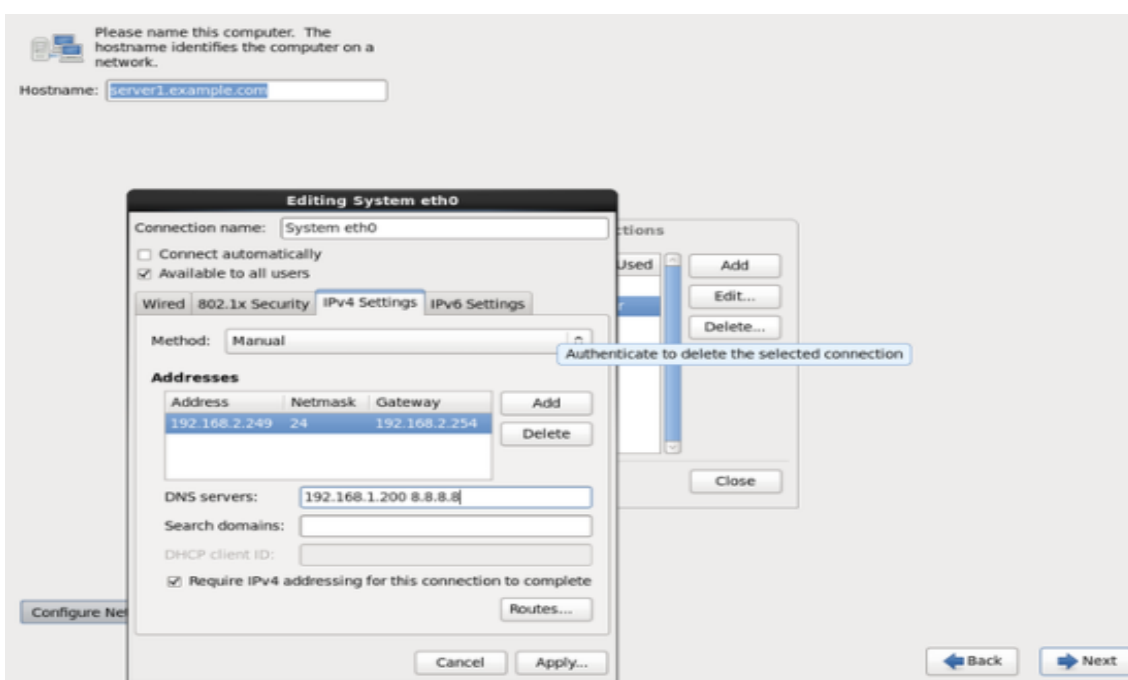 Please name this computer. The
hostname identifies the computer on a
network.
Hostname: server1.example.com
Editing System eth0
Connection name: System eth0
Connect automatically
Available to all users
Wired 802.1x Security IPv4 Settings IPv6 Settings
Method: Manual
Addresses
Address Netmask Gateway
192.168.2.249 24 192.168.2.254
Add
Delete
DNS servers: 192.168.1.200 8.8.8.8
Search domains:
DHCP client ID:
Require IPv4 addressing for this connection to complete
Routes...
Cancel Apply...
ctions
Used
Add
Edit...
Delete...
Authenticate to delete the selected connection
Close
Configure Net
Back Next